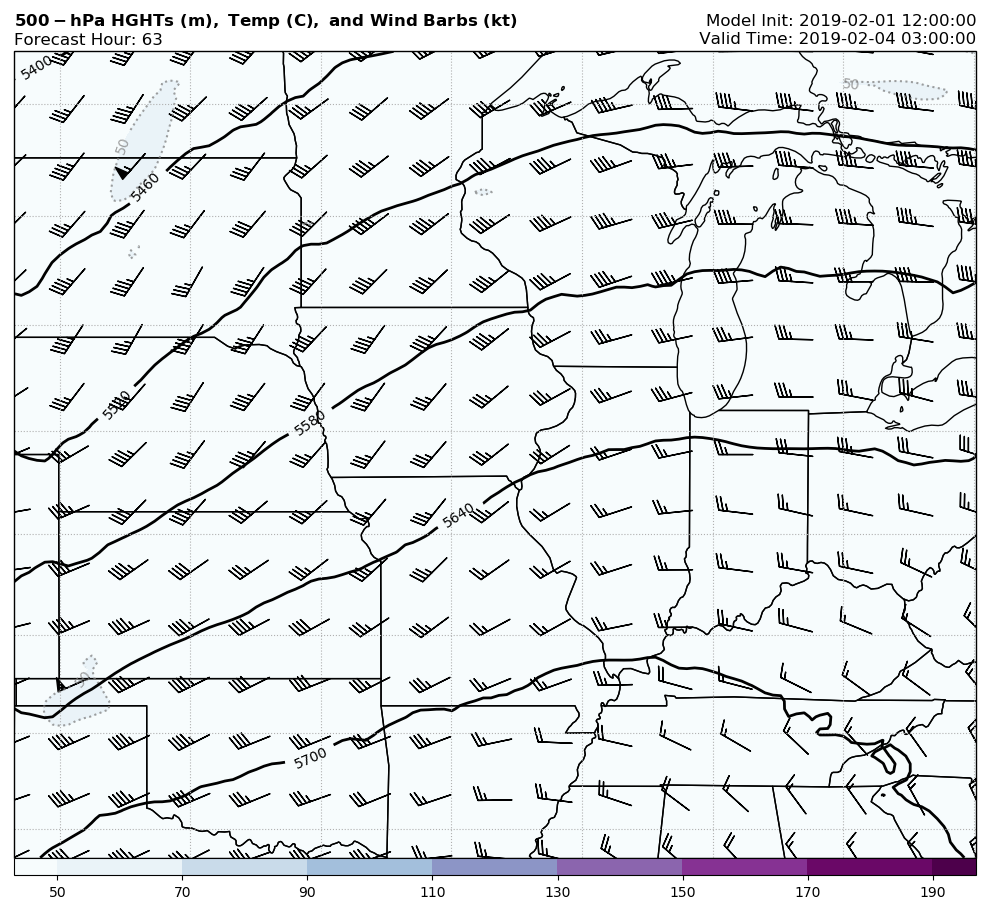 500-hPa HGHTs (m), Temp (C), and Wind Barbs (kt)
Model Init: 2019-02-01 12:00:00
Forecast Hour: 63
Valid Time: 2019-02-04 03:00:00
5400
50
50
5460
5520
5580
5640
50
5700
50 70 90 110 130 150 170 190